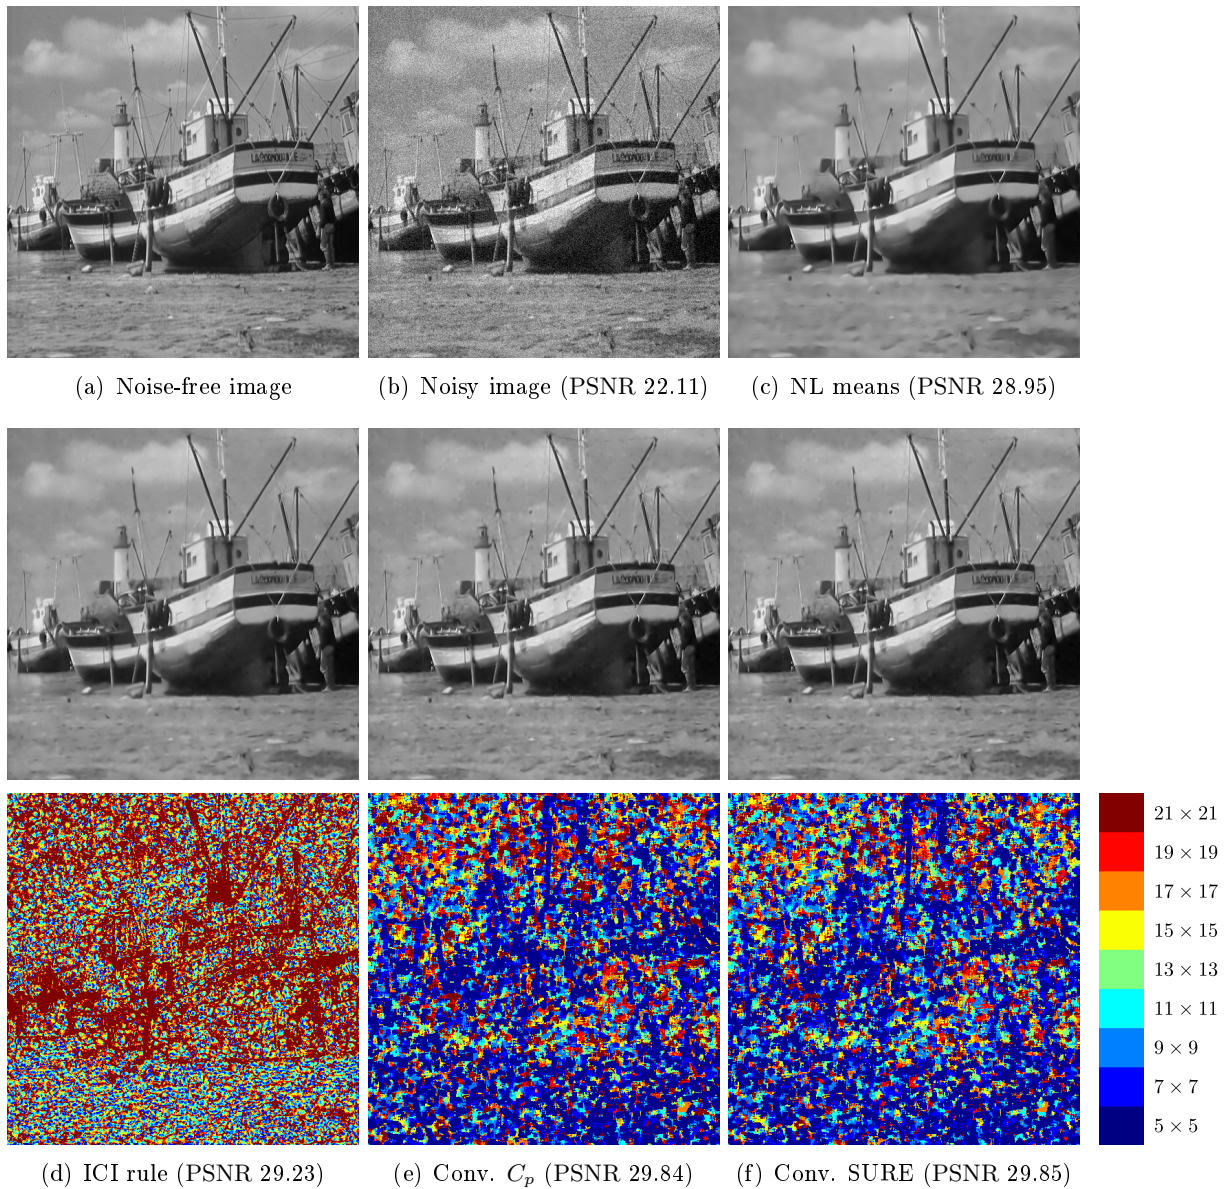 (a) Noise-free image
(b) Noisy image (PSNR 22.11)
(c) NL means (PSNR 28.95)
21 × 21
19 × 19
17 × 17
15 × 15
13 × 13
11 × 11
9 × 9
7 × 7
5 × 5
(d) ICI rule (PSNR 29.23)
(e) Conv. Cp (PSNR 29.84)
(f) Conv. SURE (PSNR 29.85)